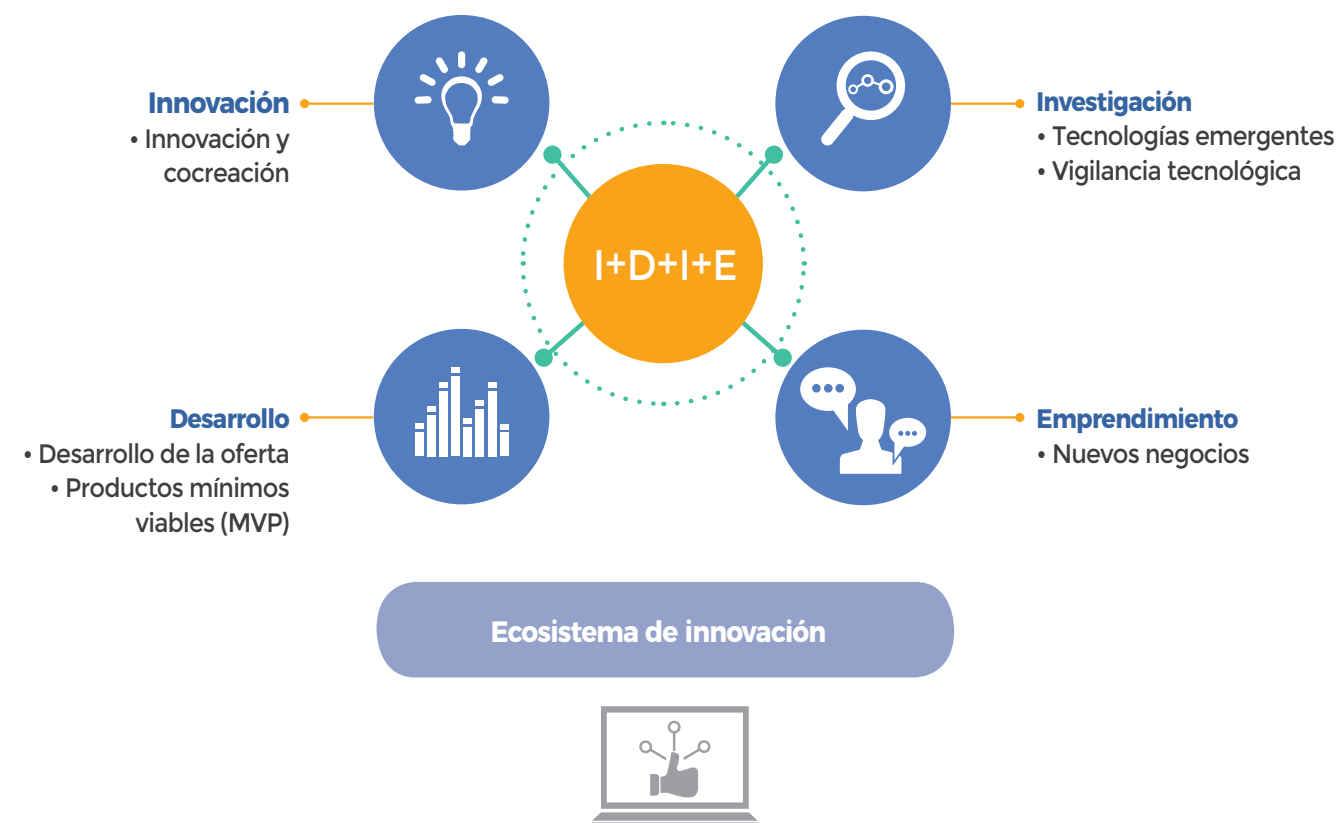 Innovación
• Innovación y
cocreación
Investigación
• Tecnologías emergentes
• Vigilancia tecnológica
I+D+I+E
Desarrollo
• Desarrollo de la oferta
• Productos mínimos
viables (MVP)
Emprendimiento
• Nuevos negocios
Ecosistema de innovación